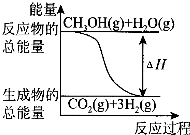 能量
反应物的
总能量
CH₃OH(g)+H₂O(g)
ΔH
生成物的
总能量
CO₂(g)+3H₂(g)
反应过程